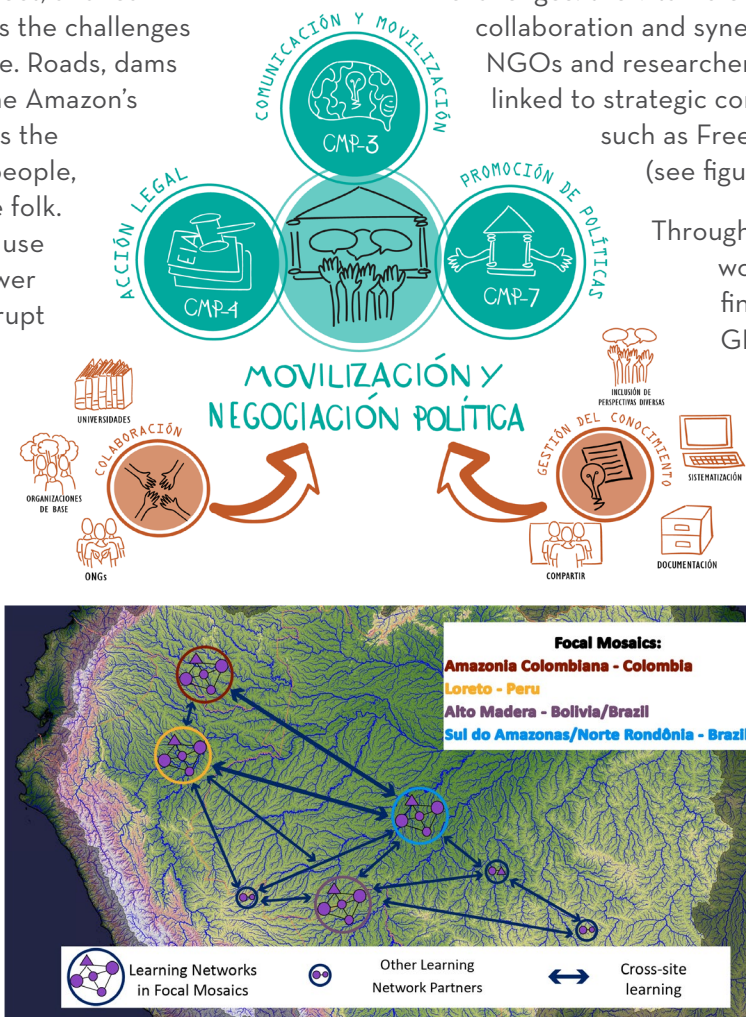 s the challenges
e. Roads, dams
ne Amazon's
s the
people,
e folk.
use
wer
rupt
collaboration and syne
NGOs and researcher
linked to strategic cor
such as Free
(see figu
Through
wo
fin
GI
COMUNICACIÓN Y MOVILIZACIÓN
CMP-3
ACCIÓN LEGAL
EIA
CMP-4
PROMOCIÓN DE POLÍTICAS
CMP-7
MOVILIZACIÓN Y
NEGOCIACIÓN POLÍTICA
UNIVERSIDADES
COLABORACIÓN
ORGANIZACIONES
DE BASE
ONGs
INCLUSIÓN DE
PERSPECTIVAS DIVERSAS
GESTIÓN DEL CONOCIMIENTO
SISTEMATIZACIÓN
DOCUMENTACIÓN
COMPARTIR
Focal Mosaics:
Amazonia Colombiana - Colombia
Loreto - Peru
Alto Madera - Bolivia/Brazil
Sul do Amazonas/Norte Rondônia - Brazil
Learning Networks
in Focal Mosaics
Other Learning
Network Partners
Cross-site
learning